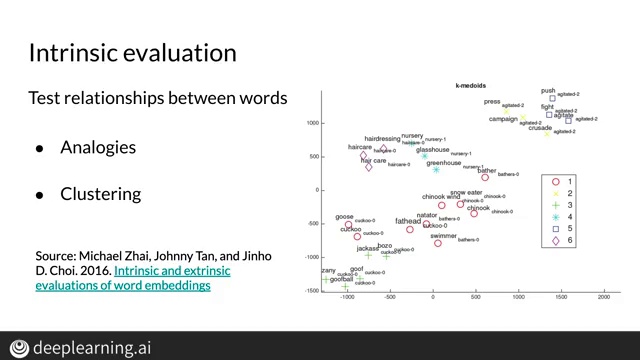 Intrinsic evaluation
Test relationships between words
● Analogies
● Clustering
Source: Michael Zhai, Johnny Tan, and Jinho
D. Choi. 2016. Intrinsic and extrinsic
evaluations of word embeddings
k-medoids
push
agitated-2
press
agitated-2
fight
agitated-2
agitate
agitated-2
campaign
agitated-2
crusade
agitated-2
hairdressing
haircare-0
nursery
nursery-1
haircare
haircare-0
glasshouse
nursery-1
hair care
haircare-0
greenhouse
nursery-1
bather
bathers-0
snow eater
chinook-0
chinook wind
chinook-0
chinook
chinook-0
goose
cuckoo-0
cuckoo
cuckoo-0
fathead
cuckoo-0
natator
bathers-0
swimmer
bathers-0
jackass
cuckoo-0
bozo
cuckoo-0
zany
cuckoo-0
goof
cuckoo-0
goofball
cuckoo-0
1000
500
0
-500
-1000
-1500
-1000
-500
0
500
1000
1500
2000
1
2
3
4
5
6
deeplearning.ai